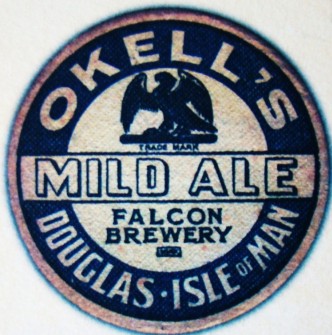 OKELL'S
TRADE MARK
MILD ALE
FALCON
BREWERY
DOUGLAS · ISLE OF MAN